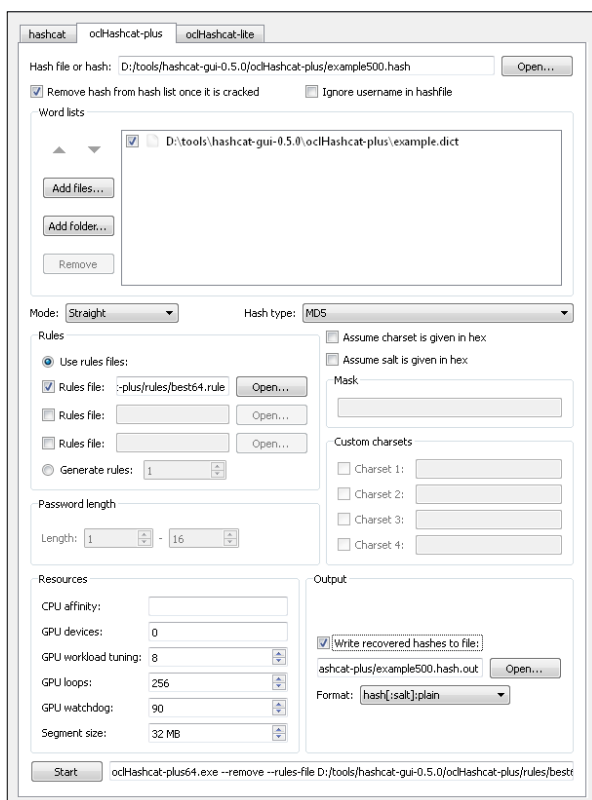 hashcat oclHashcat-plus oclHashcat-lite
Hash file or hash: D:/tools/hashcat-gui-0.5.0/oclHashcat-plus/example500.hash Open...
Remove hash from hash list once it is cracked Ignore username in hashfile
Word lists
D:\tools\hashcat-gui-0.5.0\oclHashcat-plus\example.dict
Add files...
Add folder...
Remove
Mode: Straight Hash type: MD5
Rules
Use rules files:
Rules file: :-plus/rules/best64.rule Open...
Rules file: Open...
Rules file: Open...
Generate rules: 1
Assume charset is given in hex
Assume salt is given in hex
Mask
Custom charsets
Charset 1:
Charset 2:
Charset 3:
Charset 4:
Password length
Length: 1 - 16
Resources
CPU affinity:
GPU devices: 0
GPU workload tuning: 8
GPU loops: 256
GPU watchdog: 90
Segment size: 32 MB
Output
Write recovered hashes to file:
ashcat-plus/example500.hash.out Open...
Format: hash[:salt]:plain
Start oclHashcat-plus64.exe --remove --rules-file D:/tools/hashcat-gui-0.5.0/oclHashcat-plus/rules/best6